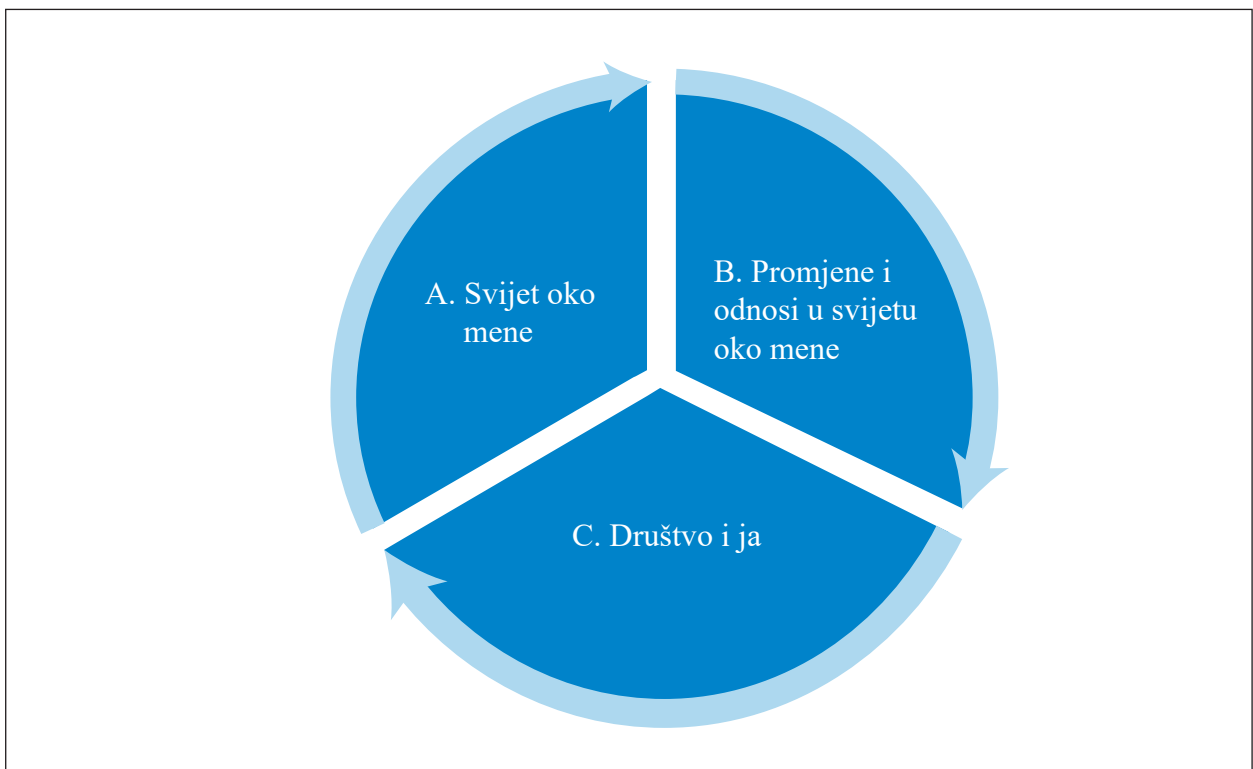 A. Svijet oko
mene
B. Promjene i
odnosi u svijetu
oko mene
C. Društvo i ja